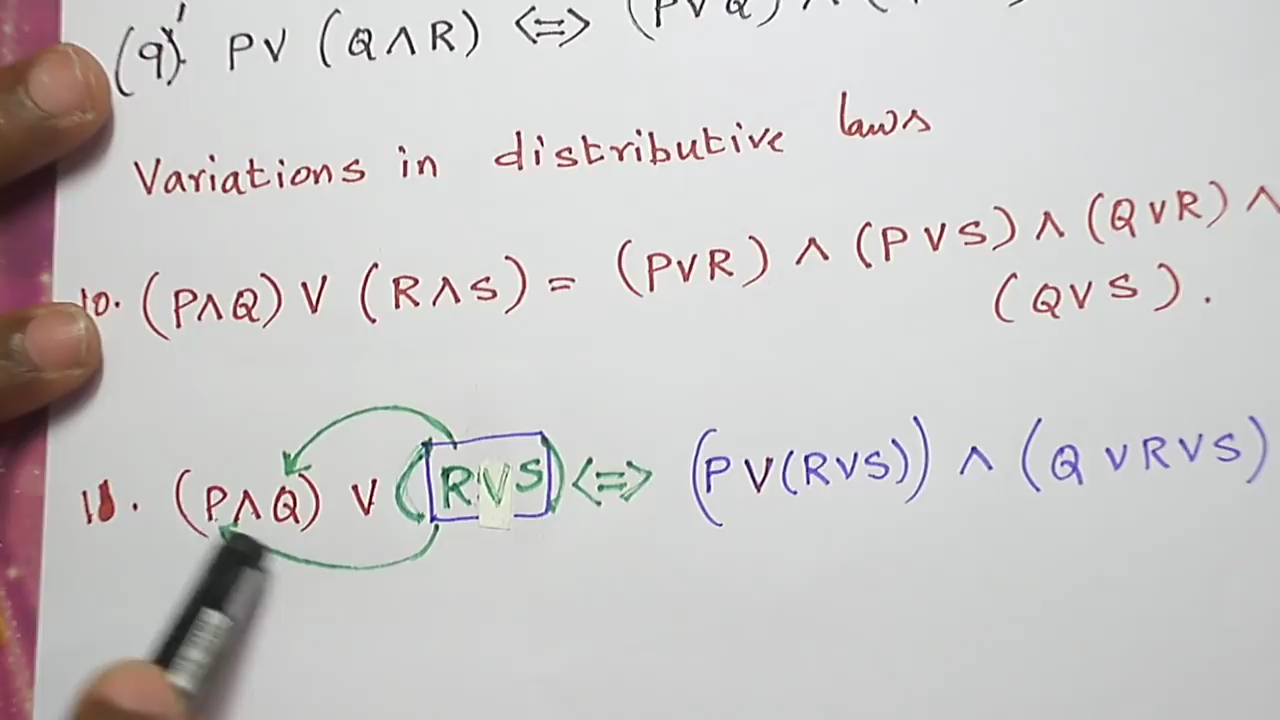 (9)' P∨ (Q∧R) <=> (P∨Q) ∧
Variations in distributive laws
10. (P∧Q) ∨ (R∧S) = (P∨R) ∧ (P∨S) ∧ (Q∨R) ∧
(Q∨S).
11. (P∧Q) ∨ (R∨S) <=> (P∨(R∨S)) ∧ (Q∨R∨S)